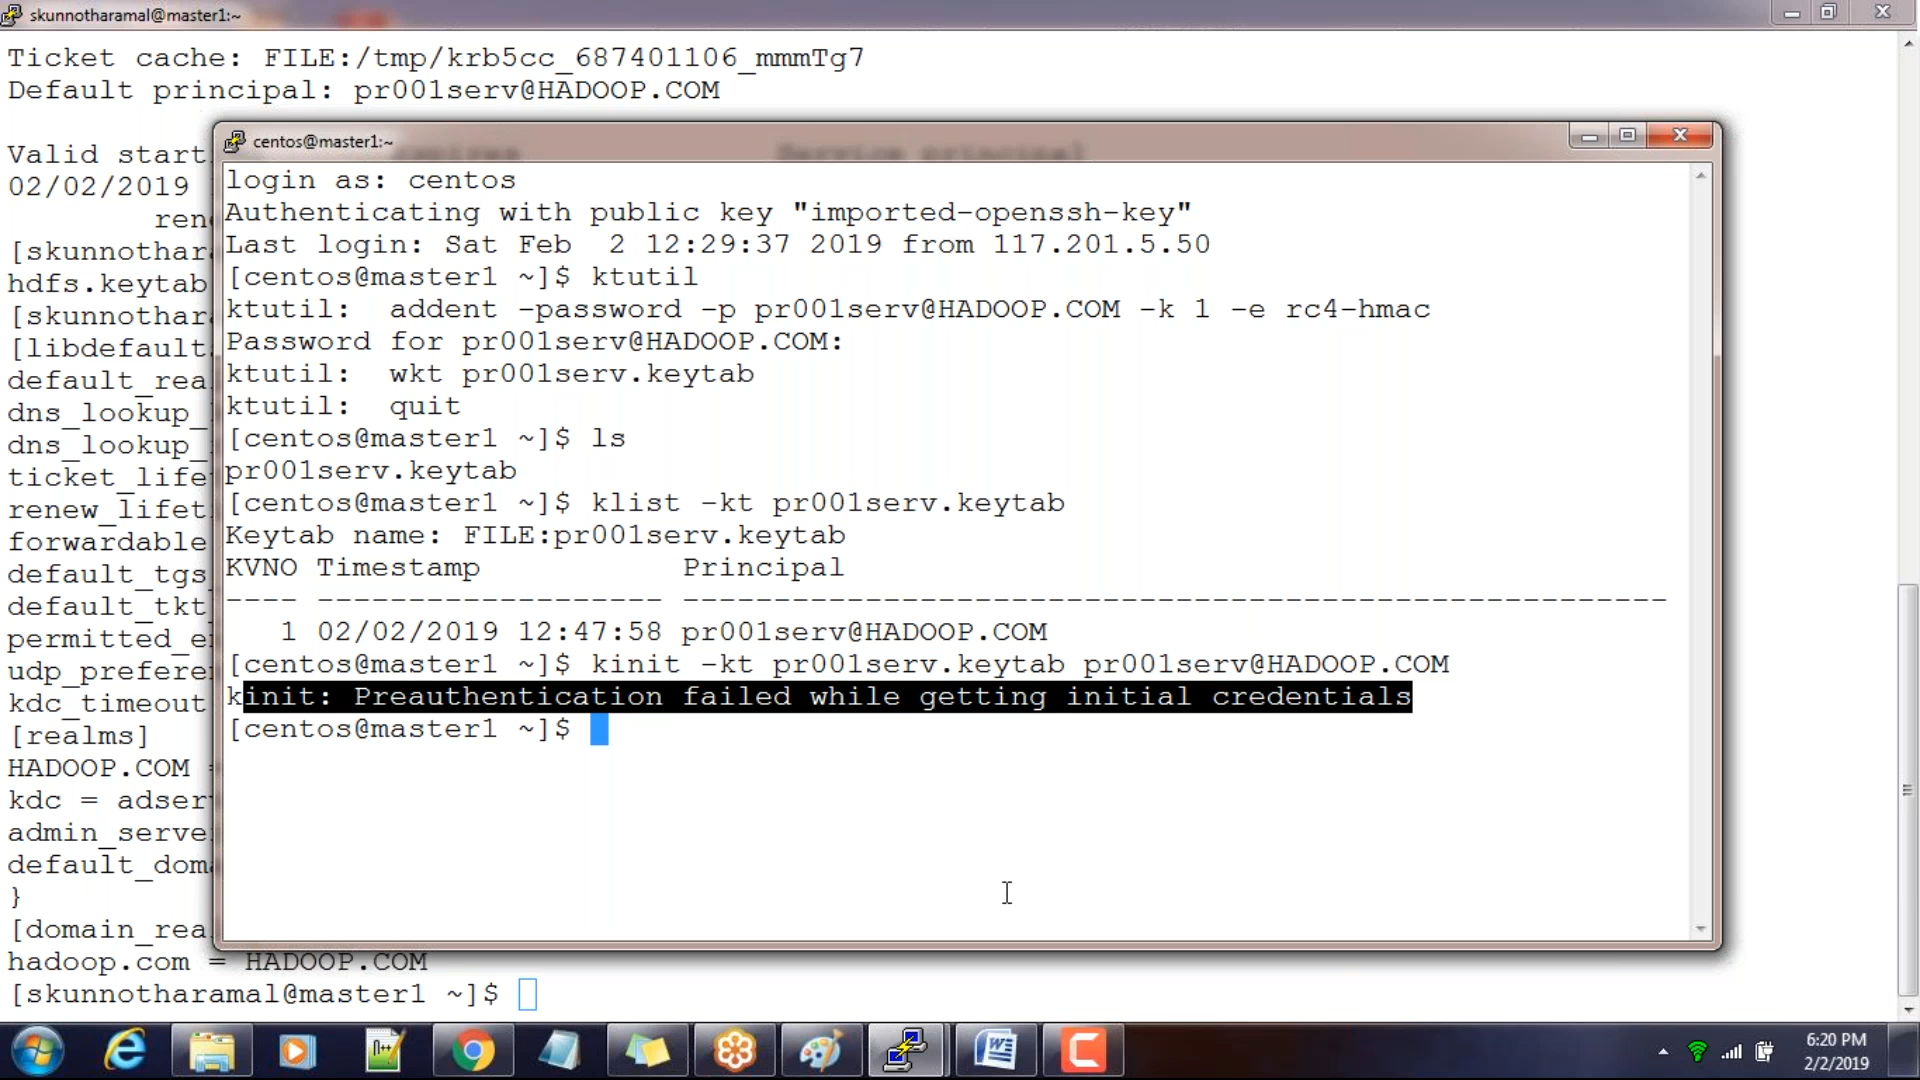 skunnotharamal@master1:~
Ticket cache: FILE:/tmp/krb5cc_687401106_mmmTg7
Default principal: pr001serv@HADOOP.COM
Valid start
02/02/2019
rene
[skunnothara
hdfs.keytab
[skunnothara
[libdefault
default_rea
dns_lookup_
dns_lookup_
ticket_life
renew_lifet
forwardable
default_tgs
default_tkt
permitted_e
udp_prefere
kdc_timeout
[realms]
HADOOP.COM =
kdc = adserv
admin_serve
default_doma
}
[domain_rea
hadoop.com = HADOOP.COM
[skunnotharamal@master1 ~]$
centos@master1:~
login as: centos
Authenticating with public key "imported-openssh-key"
Last login: Sat Feb  2 12:29:37 2019 from 117.201.5.50
[centos@master1 ~]$ ktutil
ktutil:  addent -password -p pr001serv@HADOOP.COM -k 1 -e rc4-hmac
Password for pr001serv@HADOOP.COM:
ktutil:  wkt pr001serv.keytab
ktutil:  quit
[centos@master1 ~]$ ls
pr001serv.keytab
[centos@master1 ~]$ klist -kt pr001serv.keytab
Keytab name: FILE:pr001serv.keytab
KVNO Timestamp           Principal
---- ------------------- ------------------------------------------------------
1 02/02/2019 12:47:58 pr001serv@HADOOP.COM
[centos@master1 ~]$ kinit -kt pr001serv.keytab pr001serv@HADOOP.COM
kinit: Preauthentication failed while getting initial credentials
[centos@master1 ~]$
6:20 PM
2/2/2019